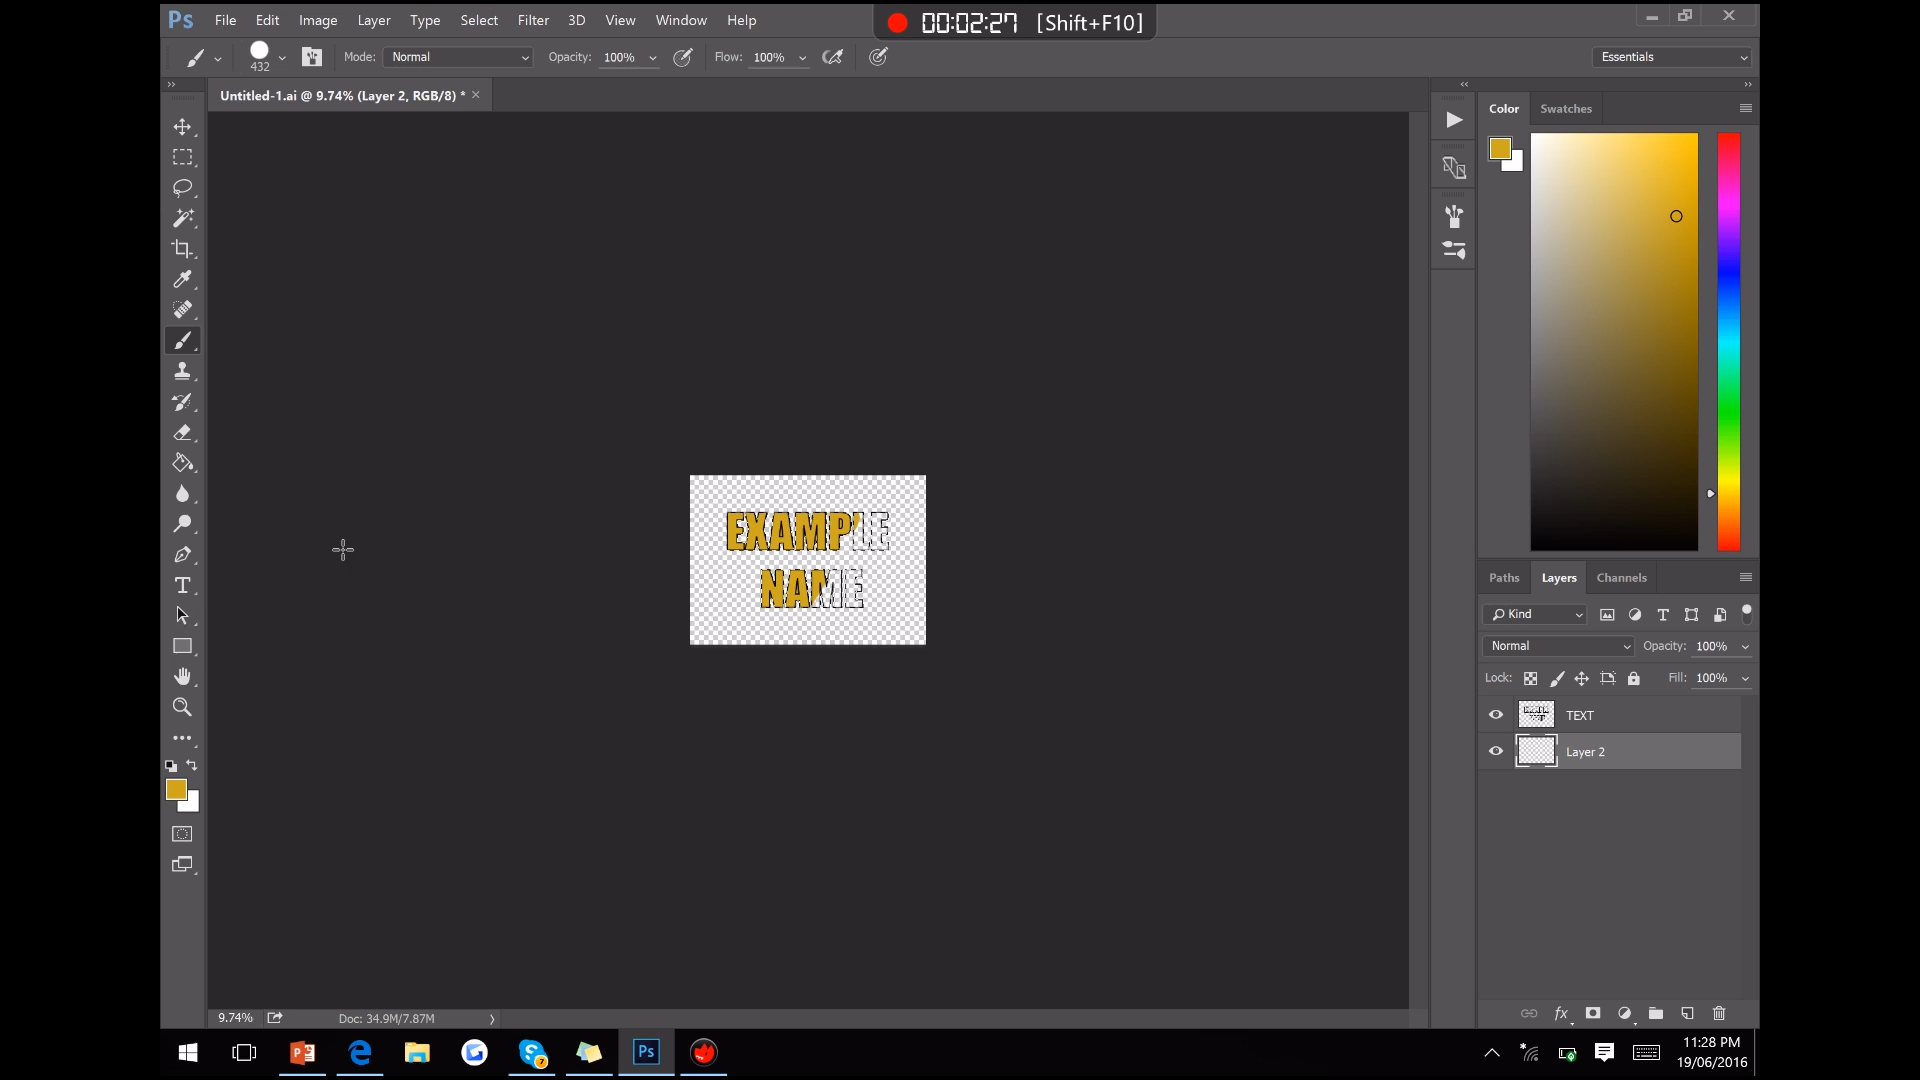 Ps File Edit Image Layer Type Select Filter 3D View Window Help
00:02:27 [Shift+F10]
432 Mode: Normal Opacity: 100% Flow: 100% Essentials
Untitled-1.ai @ 9.74% (Layer 2, RGB/8) *
Color Swatches
EXAMPLE
NAME
Paths Layers Channels
Kind
Normal Opacity: 100%
Lock: Fill: 100%
TEXT
Layer 2
fx
9.74% Doc: 34.9M/7.87M
7 Ps
11:28 PM
19/06/2016